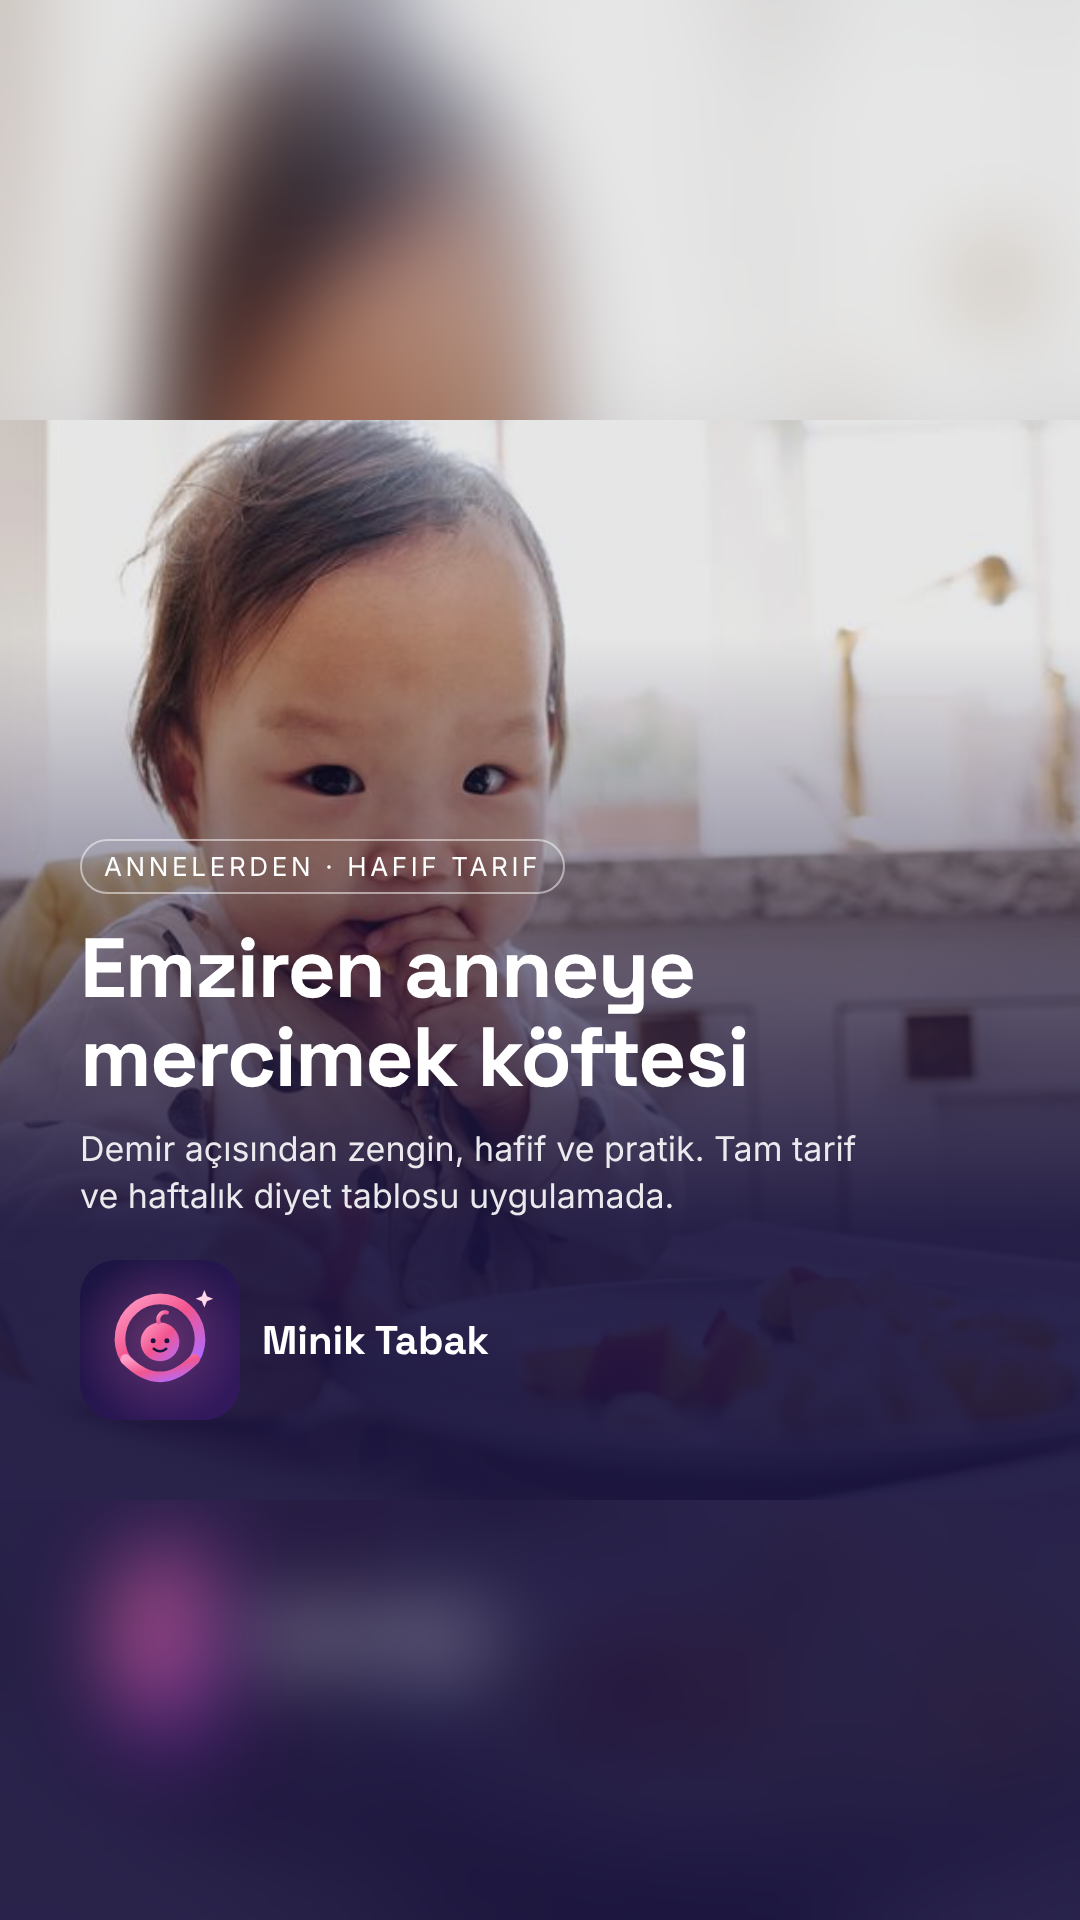 ANNELERDEN · HAFIF TARIF
Emziren anneye
mercimek köftesi
Demir açısından zengin, hafif ve pratik. Tam tarif
ve haftalık diyet tablosu uygulamada.
Minik Tabak